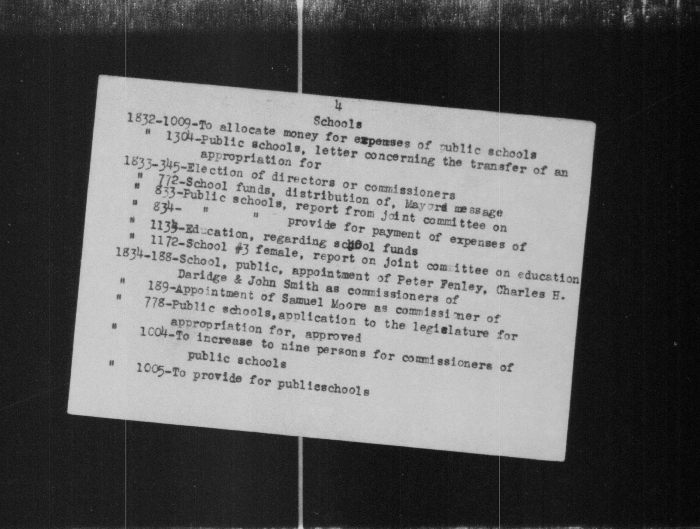 4
Schools
1832-1009-To allocate money for expenses of public schools
" 1304-Public schools, letter concerning the transfer of an
appropriation for
1833-345-Election of directors or commissioners
" 772-School funds, distribution of, Mayors message
" 833-Public schools, report from joint committee on
" 834- " " provide for payment of expenses of
" 1135-Education, regarding school funds
" 1172-School #3 female, report on joint committee on education
1834-188-School, public, appointment of Peter Fenley, Charles H.
Daridge & John Smith as commissioners of
" 189-Appointment of Samuel Moore as commissioner of
" 778-Public schools,application to the legislature for
appropriation for, approved
" 1004-To increase to nine persons for commissioners of
public schools
" 1005-To provide for publieschools